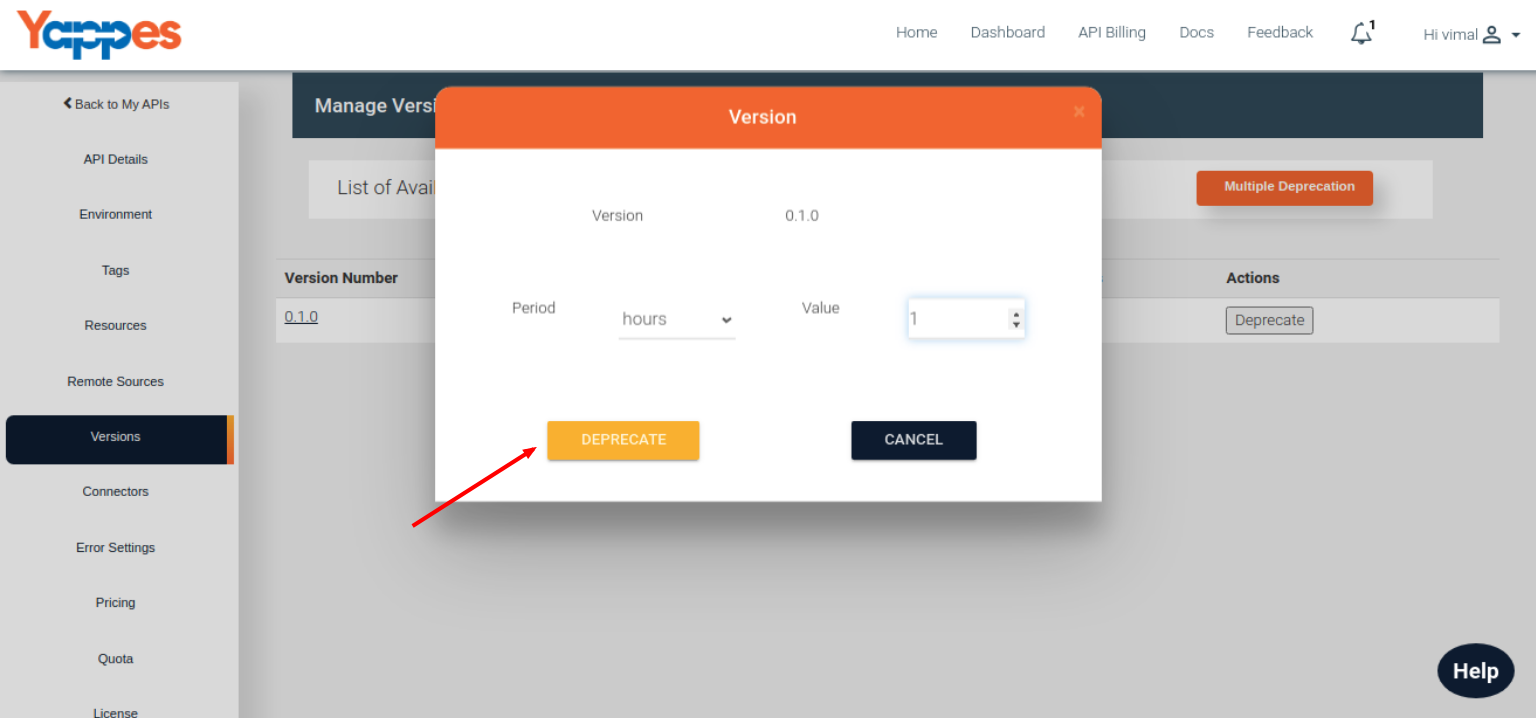 Yappes
Home Dashboard API Billing Docs Feedback 1 Hi vimal
Back to My APIs
API Details
Environment
Tags
Resources
Remote Sources
Versions
Connectors
Error Settings
Pricing
Quota
License
Manage Versi
List of Avai
Multiple Deprecation
Version Number Actions
0.1.0 Deprecate
Version ×
Version 0.1.0
Period hours Value 1
DEPRECATE CANCEL
Help